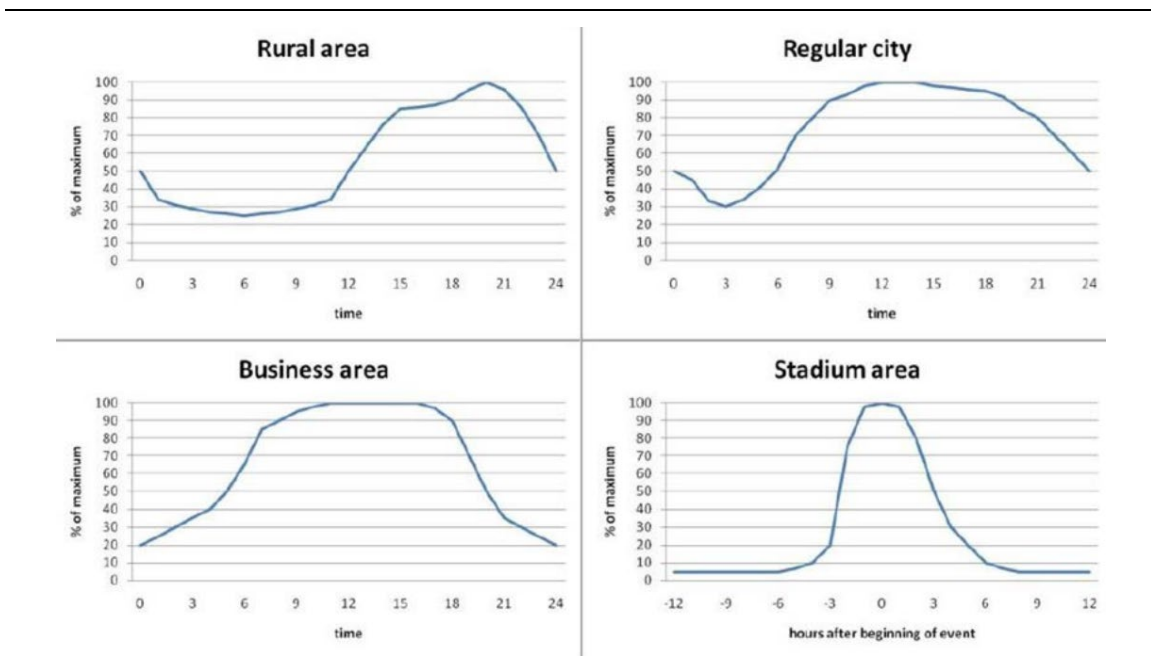 Rural area
% of maximum
100
90
80
70
60
50
40
30
20
10
0
0 3 6 9 12 15 18 21 24
time
Regular city
% of maximum
100
90
80
70
60
50
40
30
20
10
0
0 3 6 9 12 15 18 21 24
time
Business area
% of maximum
100
90
80
70
60
50
40
30
20
10
0
0 3 6 9 12 15 18 21 24
time
Stadium area
% of maximum
100
90
80
70
60
50
40
30
20
10
0
-12 -9 -6 -3 0 3 6 9 12
hours after beginning of event